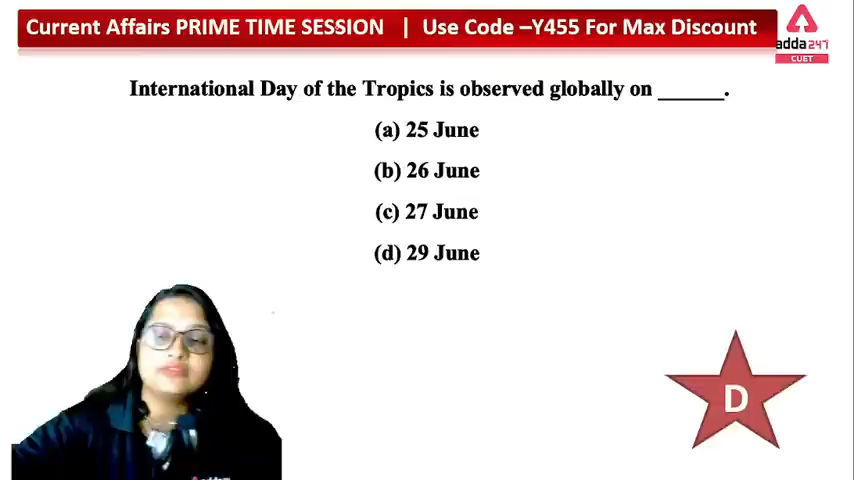 Current Affairs PRIME TIME SESSION | Use Code –Y455 For Max Discount
adda247
CUET
International Day of the Tropics is observed globally on ______.
(a) 25 June
(b) 26 June
(c) 27 June
(d) 29 June
D